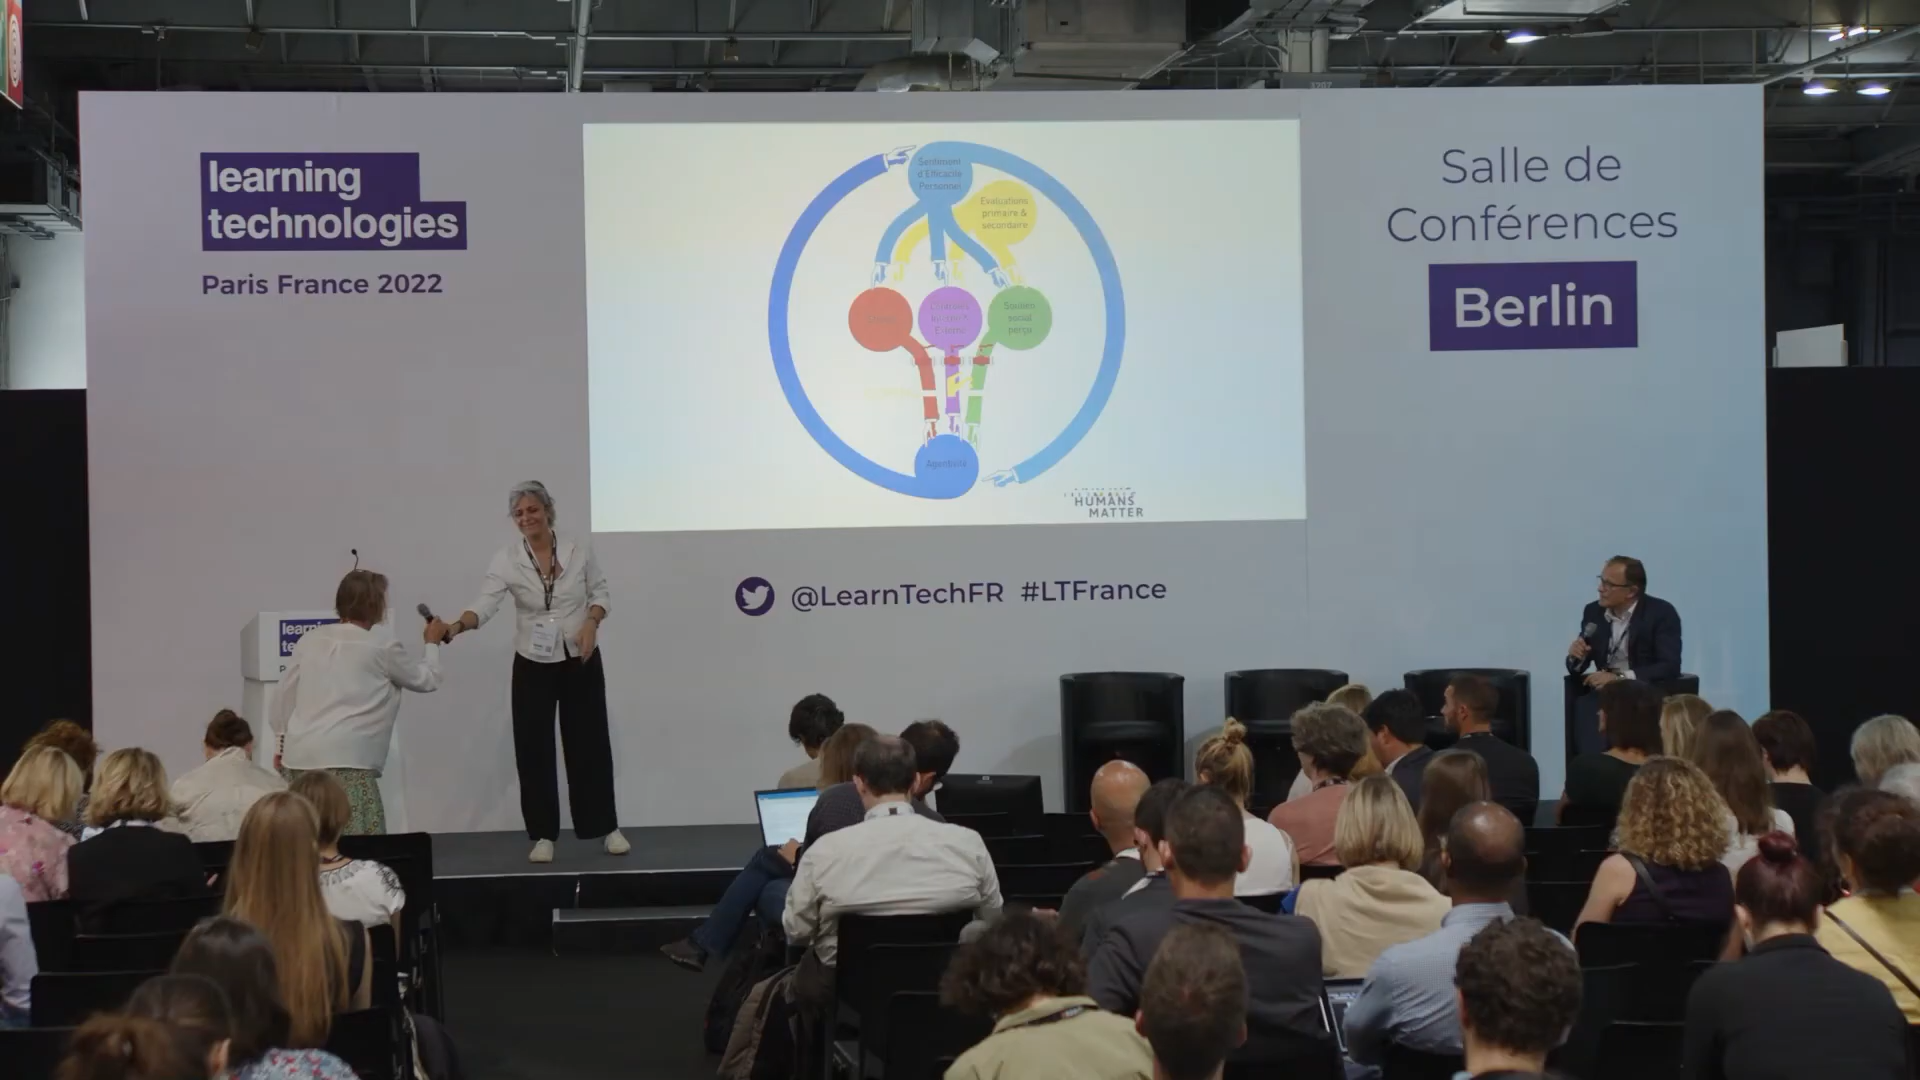 learning
technologies
Paris France 2022
Sentiment
d'Efficacité
Personnel
Evaluations
primaire &
secondaire
Soutien
social
perçu
Agentivité
HUMANS
MATTER
Salle de
Conférences
Berlin
@LearnTechFR #LTFrance